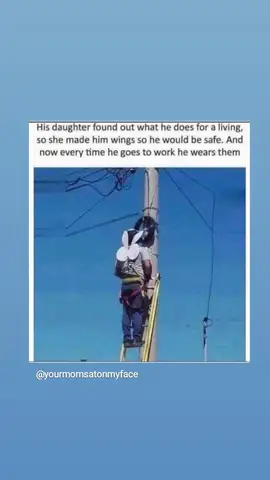 His daughter found out what he does for a living,
so she made him wings so he would be safe. And
now every time he goes to work he wears them
@yourmomsatonmyface